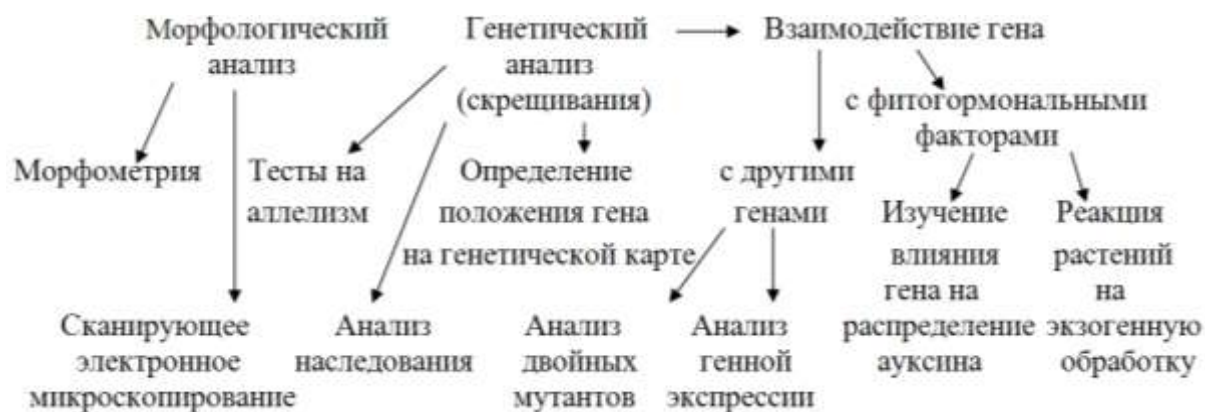 Морфологический
анализ
Генетический
анализ
(скрещивания)
Взаимодействие гена
с фитогормональными
факторами
Морфометрия
Тесты на
аллелизм
Определение
положения гена
на генетической карте
с другими
генами
Изучение
влияния
гена на
распределение
ауксина
Реакция
растений
на
экзогенную
обработку
Сканирующее
электронное
микроскопирование
Анализ
наследования
Анализ
двойных
мутантов
Анализ
генной
экспрессии